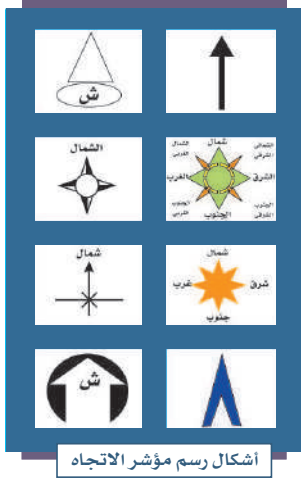 ش
شمال
الشمالى الشرقي
الشمال الغربي
الشرق
الغرب
الجنوب الشرقي
الجنوب الغربي
الجنوب
الشمال
شمال
شرق
غرب
جنوب
شمال
ش
أشكال رسم مؤشر الاتجاه